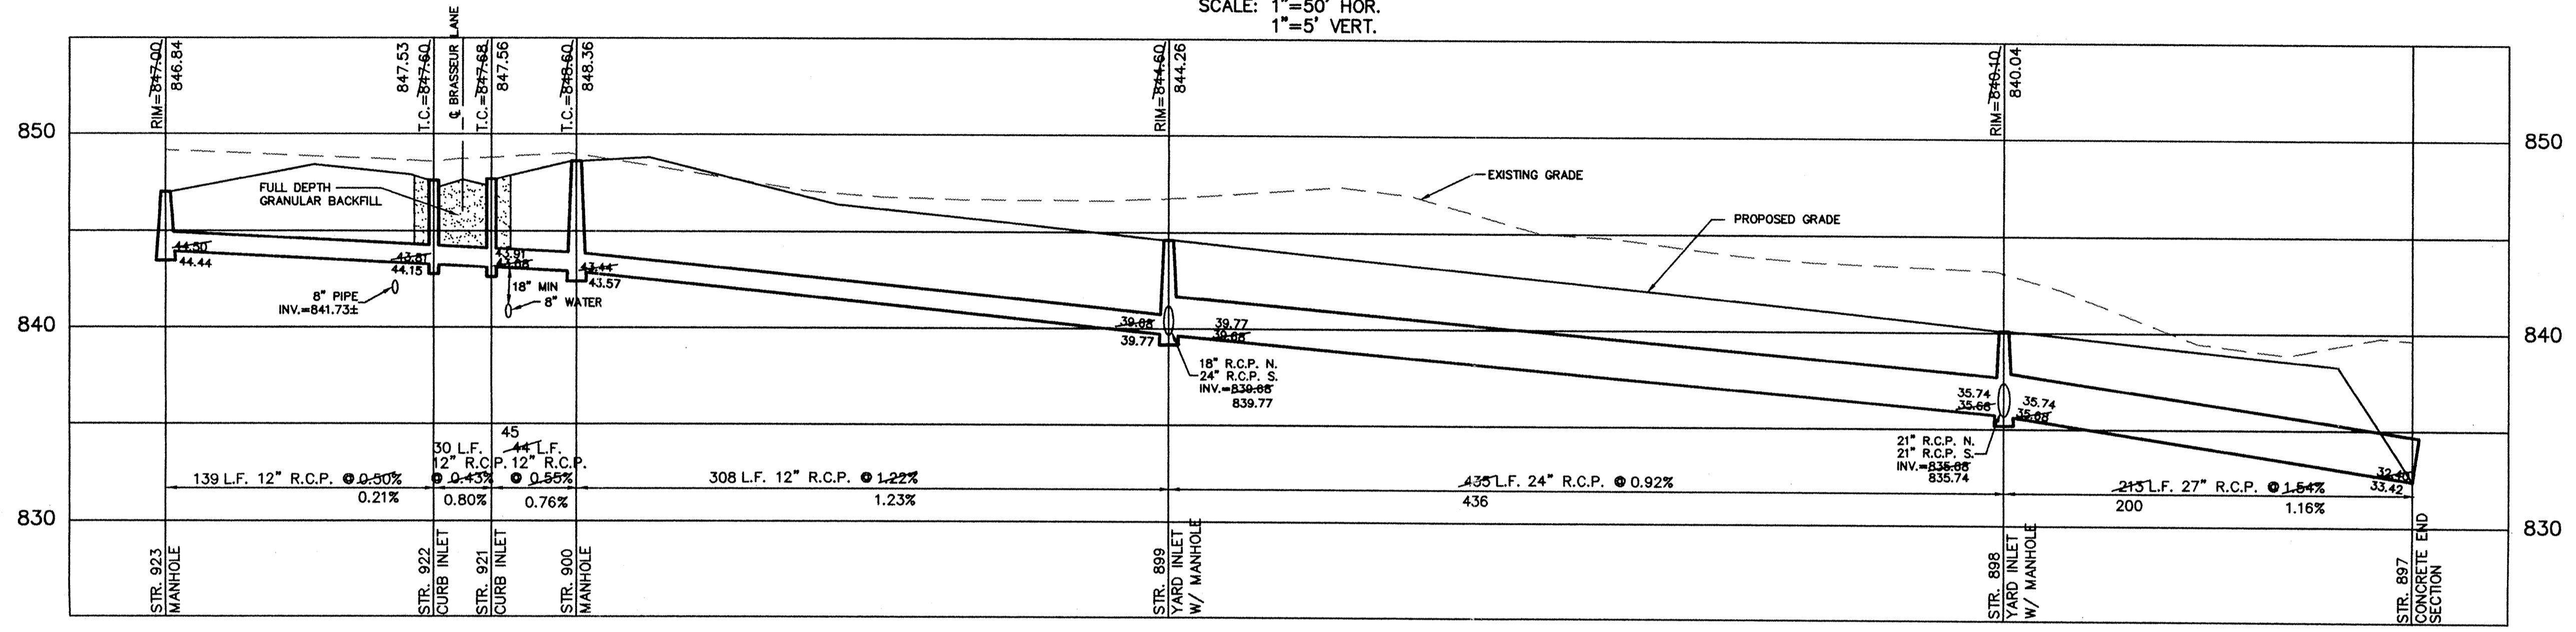 SCALE: 1"=50' HOR.
1"=5' VERT.
RIM=847.00
846.84
847.53
T.C.=847.60
℄ BRASSEUR LANE
T.C.=847.68
847.56
T.C.=848.60
848.36
RIM=844.60
844.26
RIM=840.10
840.04
850
850
EXISTING GRADE
FULL DEPTH
GRANULAR BACKFILL
PROPOSED GRADE
44.50
44.44
43.81
44.15
43.91
43.68
43.44
43.57
18" MIN
8" WATER
8" PIPE
INV.=841.73±
840
840
39.68
39.77
39.77
39.68
18" R.C.P. N.
24" R.C.P. S.
INV.=839.68
839.77
35.74
35.68
35.74
35.68
21" R.C.P. N.
21" R.C.P. S.
INV.=835.68
835.74
33.42
45
30 L.F. 44 L.F.
12" R.C.P. 12" R.C.P.
139 L.F. 12" R.C.P. @ 0.50% @ 0.43% @ 0.55% 308 L.F. 12" R.C.P. @ 1.22% 435 L.F. 24" R.C.P. @ 0.92% 213 L.F. 27" R.C.P. @ 1.54%
0.21% 0.80% 0.76% 1.23% 436 200 1.16%
830
830
STR. 923
MANHOLE
STR. 922
CURB INLET
STR. 921
CURB INLET
STR. 900
MANHOLE
STR. 899
YARD INLET
W/ MANHOLE
STR. 898
YARD INLET
W/ MANHOLE
STR. 897
CONCRETE END
SECTION